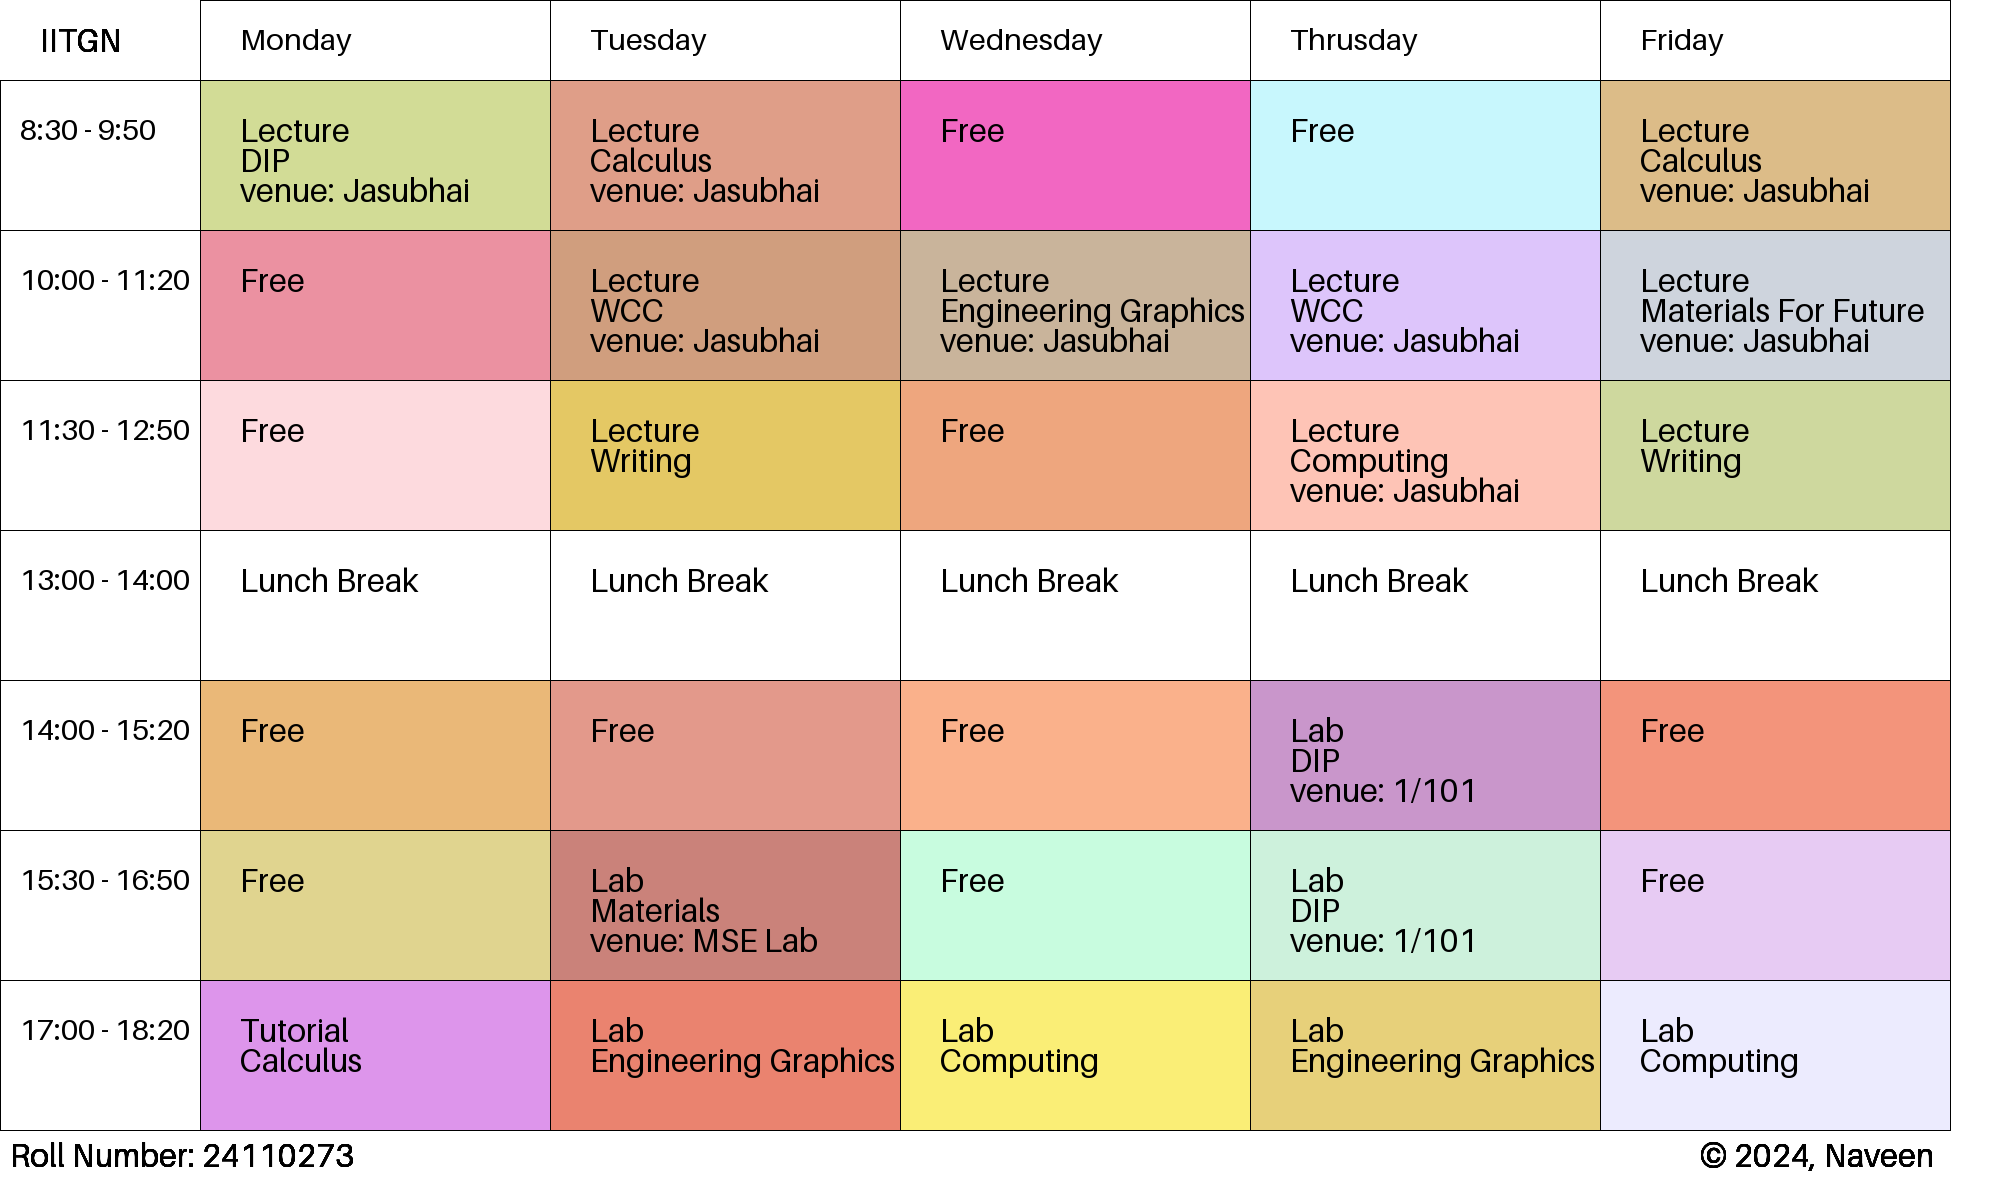 IITGN Monday Tuesday Wednesday Thrusday Friday
8:30 - 9:50
Lecture
DIP
venue: Jasubhai
Lecture
Calculus
venue: Jasubhai
Free
Free
Lecture
Calculus
venue: Jasubhai
10:00 - 11:20
Free
Lecture
WCC
venue: Jasubhai
Lecture
Engineering Graphics
venue: Jasubhai
Lecture
WCC
venue: Jasubhai
Lecture
Materials For Future
venue: Jasubhai
11:30 - 12:50
Free
Lecture
Writing
Free
Lecture
Computing
venue: Jasubhai
Lecture
Writing
13:00 - 14:00
Lunch Break
Lunch Break
Lunch Break
Lunch Break
Lunch Break
14:00 - 15:20
Free
Free
Free
Lab
DIP
venue: 1/101
Free
15:30 - 16:50
Free
Lab
Materials
venue: MSE Lab
Free
Lab
DIP
venue: 1/101
Free
17:00 - 18:20
Tutorial
Calculus
Lab
Engineering Graphics
Lab
Computing
Lab
Engineering Graphics
Lab
Computing
Roll Number: 24110273
© 2024, Naveen